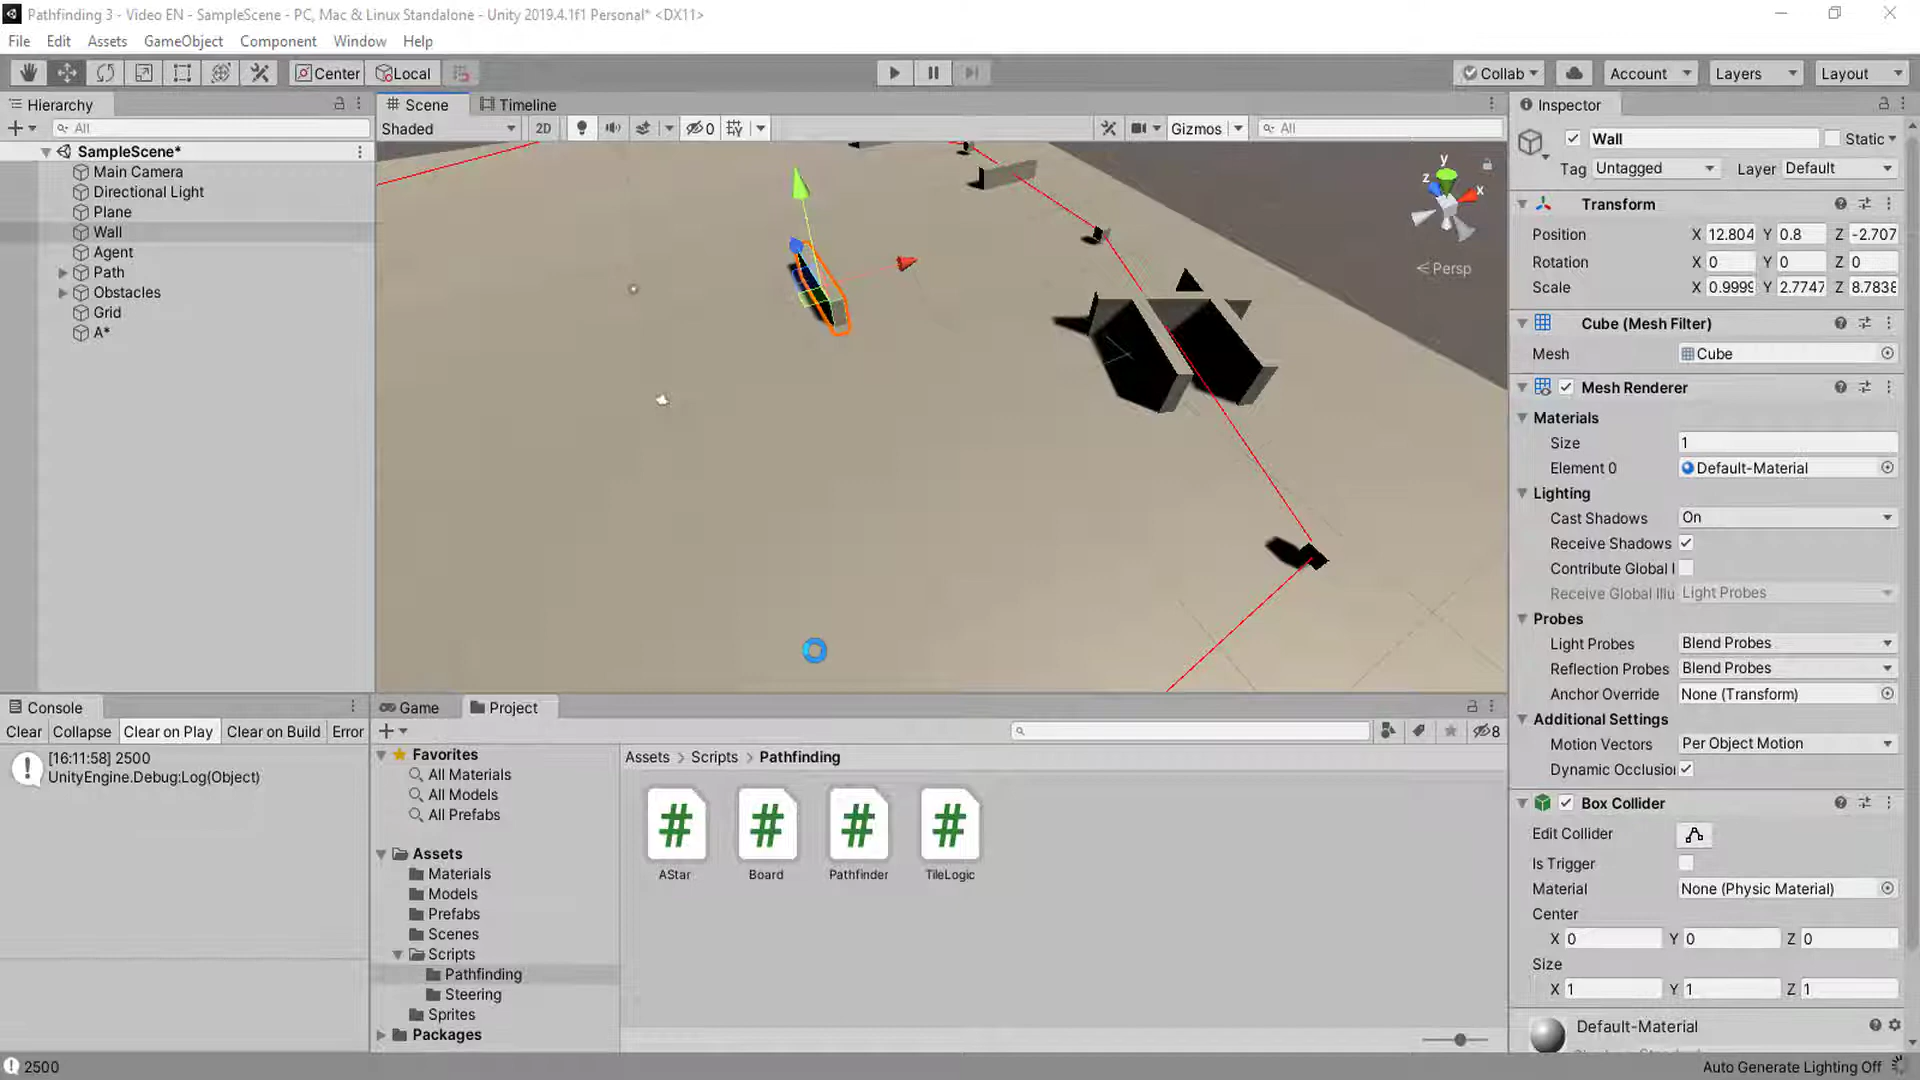 Pathfinding 3 - Video EN - SampleScene - PC, Mac & Linux Standalone - Unity 2019.4.1f1 Personal* <DX11>
File Edit Assets GameObject Component Window Help
Center Local Collab Account Layers Layout
Hierarchy
All
SampleScene*
Main Camera
Directional Light
Plane
Wall
Agent
Path
Obstacles
Grid
A*
Scene Timeline
Shaded 2D 0 Gizmos All
y
z
x
Persp
Inspector
Wall Static
Tag Untagged Layer Default
Transform
Position X 12.804 Y 0.8 Z -2.707
Rotation X 0 Y 0 Z 0
Scale X 0.9999 Y 2.7747 Z 8.7838
Cube (Mesh Filter)
Mesh Cube
Mesh Renderer
Materials
Size 1
Element 0 Default-Material
Lighting
Cast Shadows On
Receive Shadows
Contribute Global I
Receive Global Illu Light Probes
Probes
Light Probes Blend Probes
Reflection Probes Blend Probes
Anchor Override None (Transform)
Additional Settings
Motion Vectors Per Object Motion
Dynamic Occlusion
Box Collider
Edit Collider
Is Trigger
Material None (Physic Material)
Center
X 0 Y 0 Z 0
Size
X 1 Y 1 Z 1
Default-Material
Console
Clear Collapse Clear on Play Clear on Build Error
[16:11:58] 2500
UnityEngine.Debug:Log(Object)
Game Project
8
Favorites
All Materials
All Models
All Prefabs
Assets
Materials
Models
Prefabs
Scenes
Scripts
Pathfinding
Steering
Sprites
Packages
Assets > Scripts > Pathfinding
# # # #
AStar Board Pathfinder TileLogic
2500
Auto Generate Lighting Off